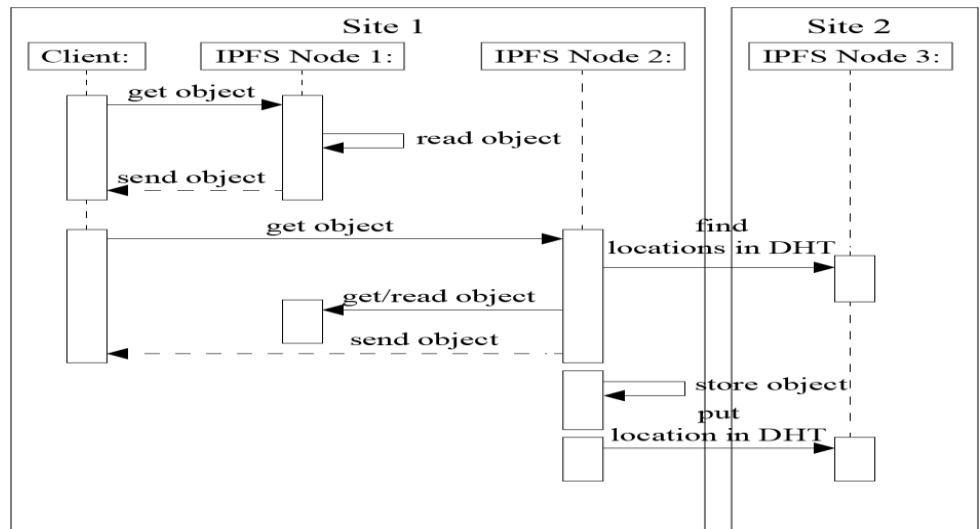 Site 1
Site 2
Client:
IPFS Node 1:
IPFS Node 2:
IPFS Node 3:
get object
read object
send object
get object
find
locations in DHT
get/read object
send object
store object
put
location in DHT